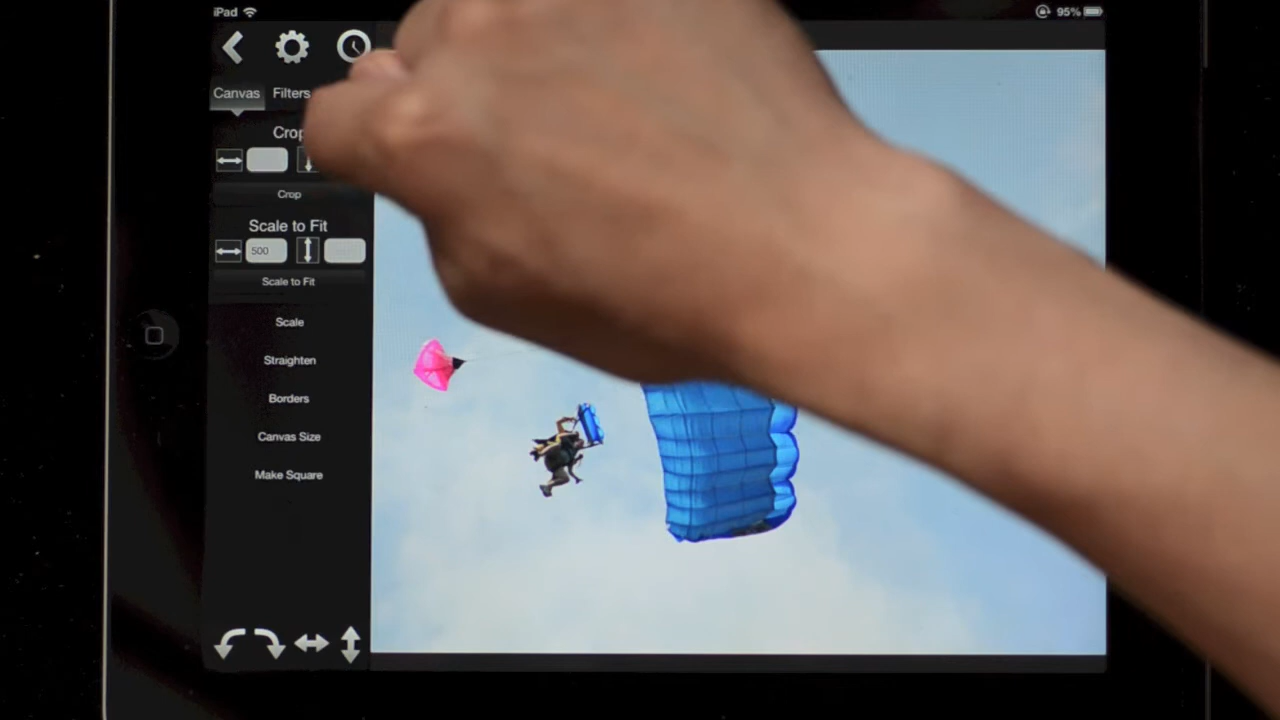 iPad 95%
Canvas Filters
Crop
Crop
Scale to Fit
500
Scale to Fit
Scale
Straighten
Borders
Canvas Size
Make Square